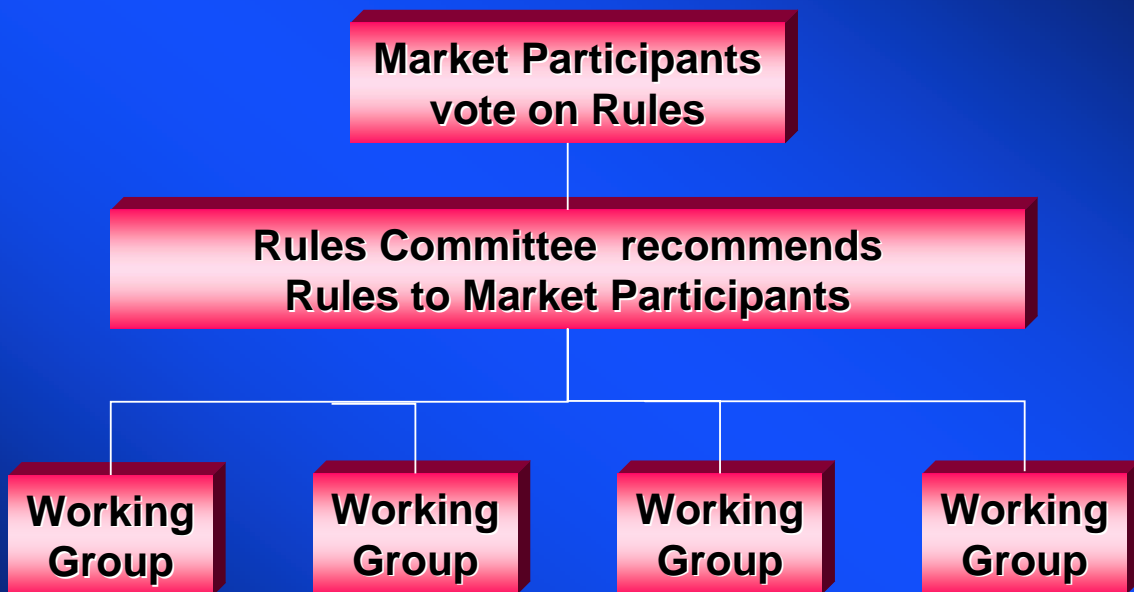 Market Participants
vote on Rules
Rules Committee recommends
Rules to Market Participants
Working
Group
Working
Group
Working
Group
Working
Group